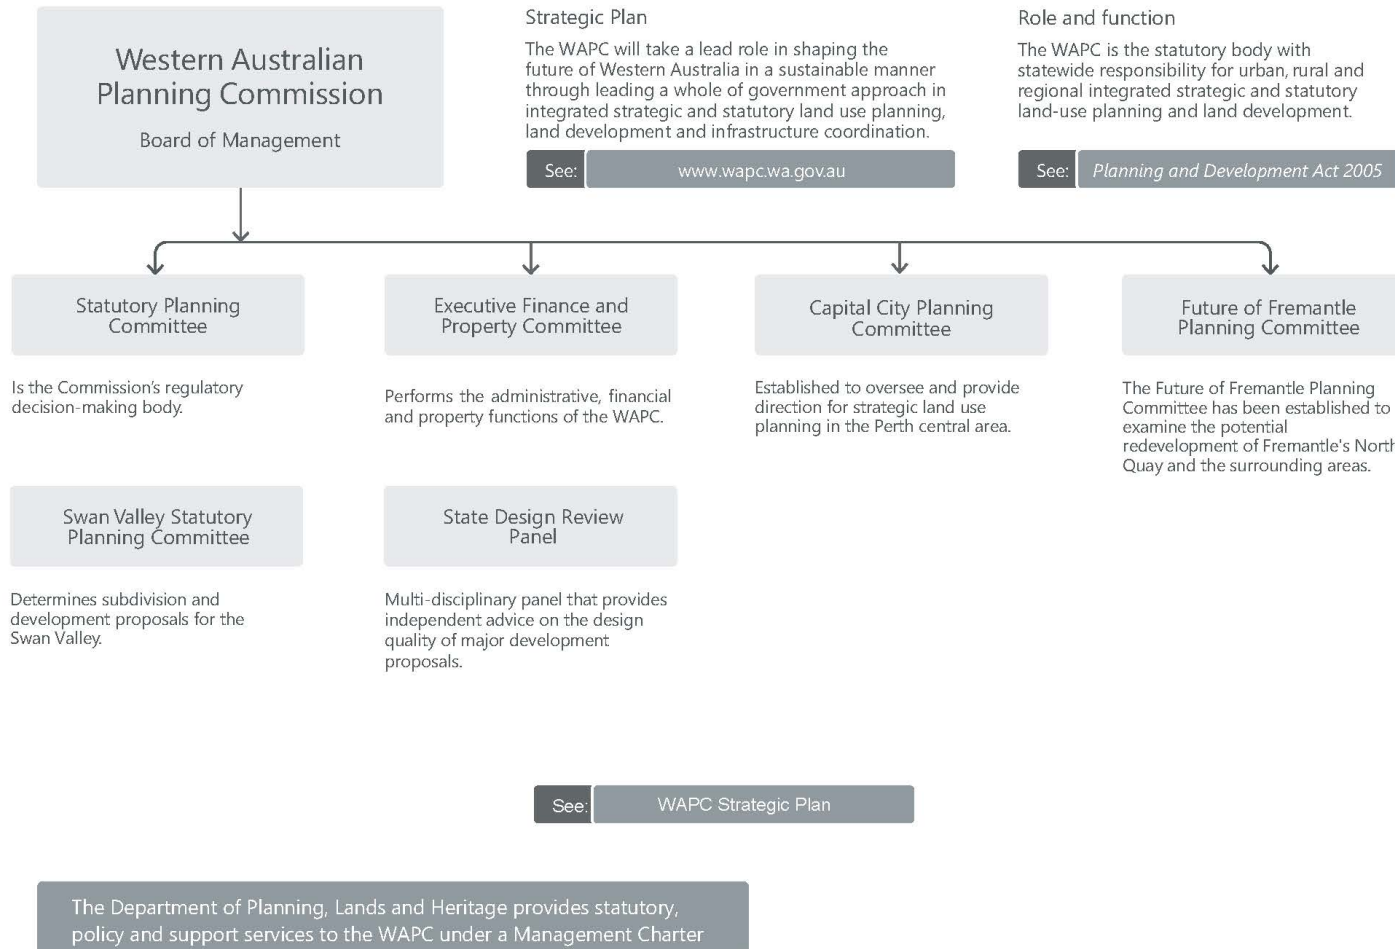 Western Australian
Planning Commission
Board of Management
Strategic Plan
The WAPC will take a lead role in shaping the
future of Western Australia in a sustainable manner
through leading a whole of government approach in
integrated strategic and statutory land use planning,
land development and infrastructure coordination.
See: www.wapc.wa.gov.au
Role and function
The WAPC is the statutory body with
statewide responsibility for urban, rural and
regional integrated strategic and statutory
land-use planning and land development.
See: Planning and Development Act 2005
Statutory Planning
Committee
Is the Commission's regulatory
decision-making body.
Executive Finance and
Property Committee
Performs the administrative, financial
and property functions of the WAPC.
Capital City Planning
Committee
Established to oversee and provide
direction for strategic land use
planning in the Perth central area.
Future of Fremantle
Planning Committee
The Future of Fremantle Planning
Committee has been established to
examine the potential
redevelopment of Fremantle's North
Quay and the surrounding areas.
Swan Valley Statutory
Planning Committee
Determines subdivision and
development proposals for the
Swan Valley.
State Design Review
Panel
Multi-disciplinary panel that provides
independent advice on the design
quality of major development
proposals.
See: WAPC Strategic Plan
The Department of Planning, Lands and Heritage provides statutory,
policy and support services to the WAPC under a Management Charter